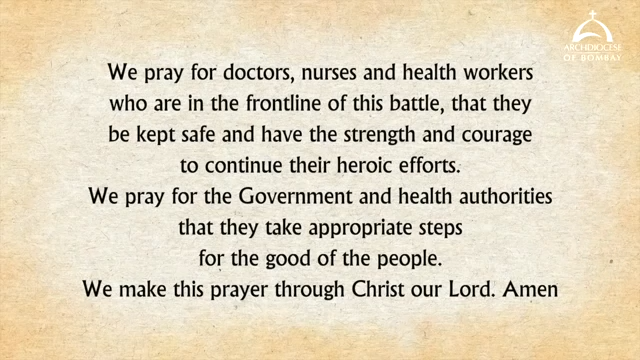 ARCHDIOCESE
OF BOMBAY
We pray for doctors, nurses and health workers
who are in the frontline of this battle, that they
be kept safe and have the strength and courage
to continue their heroic efforts.
We pray for the Government and health authorities
that they take appropriate steps
for the good of the people.
We make this prayer through Christ our Lord. Amen